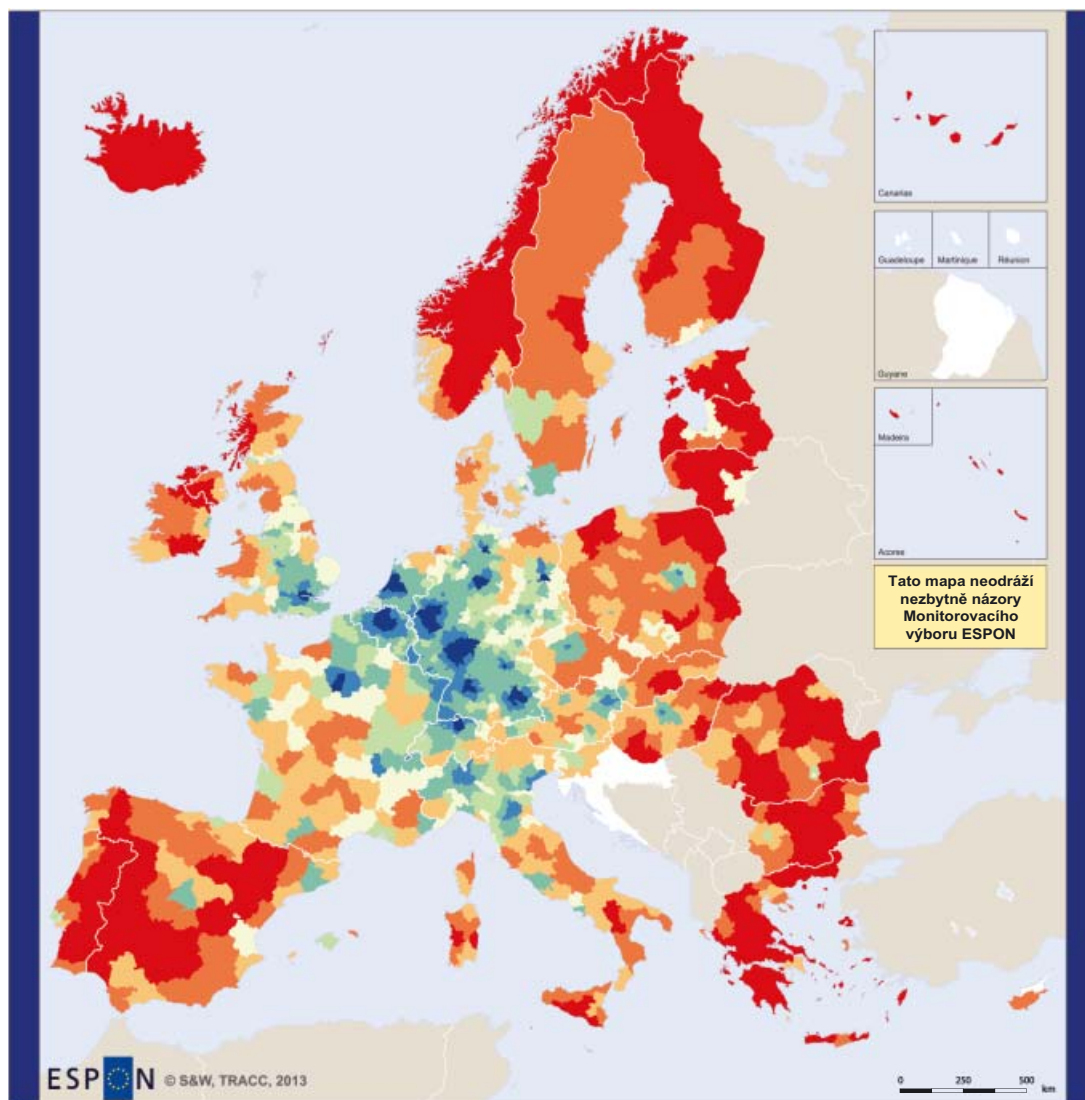 Canarias
Guadeloupe
Martinique
Réunion
Guyane
Madeira
Acores
Tato mapa neodráží
nezbytně názory
Monitorovacího
výboru ESPON
ESPON © S&W, TRACC, 2013
0 250 500
km